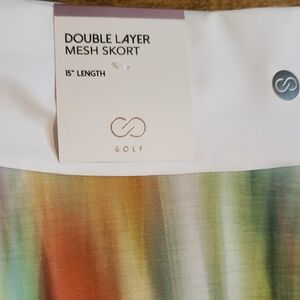 DOUBLE LAYER
MESH SKORT
15" LENGTH
GOLF